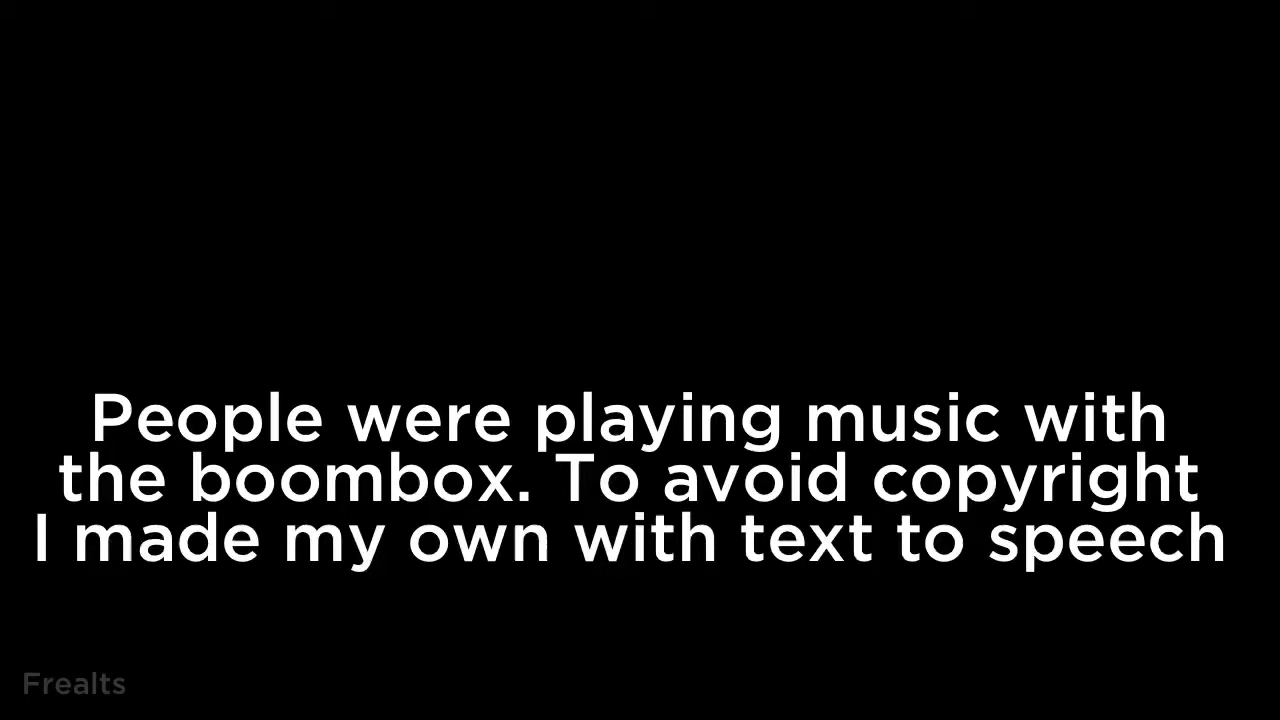 People were playing music with
the boombox. To avoid copyright
I made my own with text to speech
Frealts